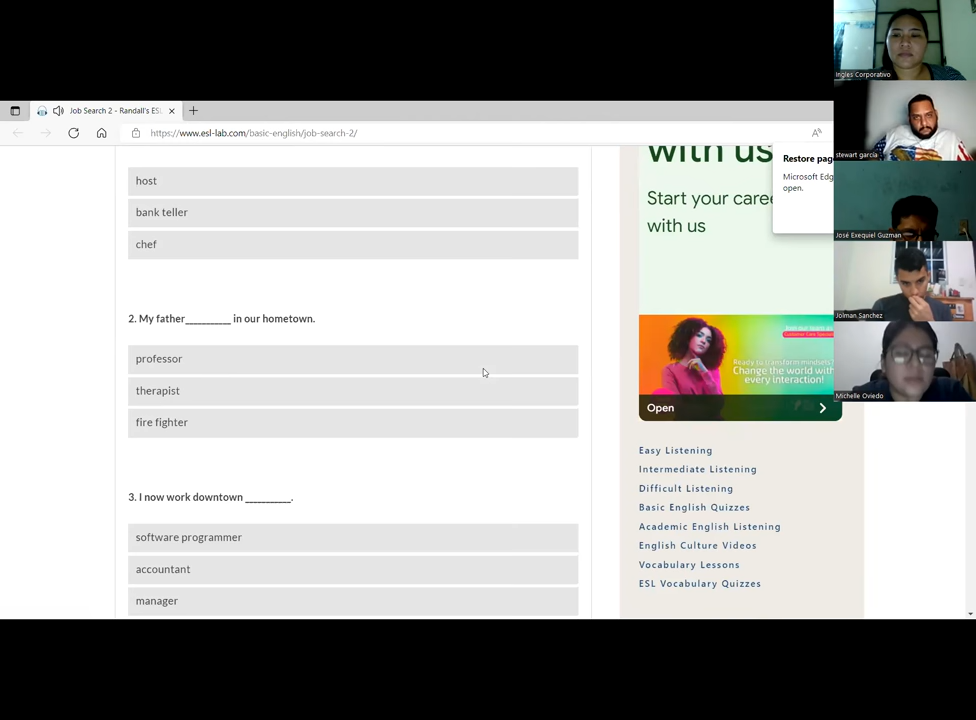 Job Search 2 - Randall's ESL
https://www.esl-lab.com/basic-english/job-search-2/
host
bank teller
chef
2. My father__________ in our hometown.
professor
therapist
fire fighter
3. I now work downtown __________.
software programmer
accountant
manager
with us
Start your caree
with us
Restore pag
Microsoft Edg
open.
Ready to transform mindsets
Change the world with
every interaction!
Open
Easy Listening
Intermediate Listening
Difficult Listening
Basic English Quizzes
Academic English Listening
English Culture Videos
Vocabulary Lessons
ESL Vocabulary Quizzes
Ingles Corporativo
stewart garcia
José Exequiel Guzman
Jolman Sanchez
Michelle Oviedo